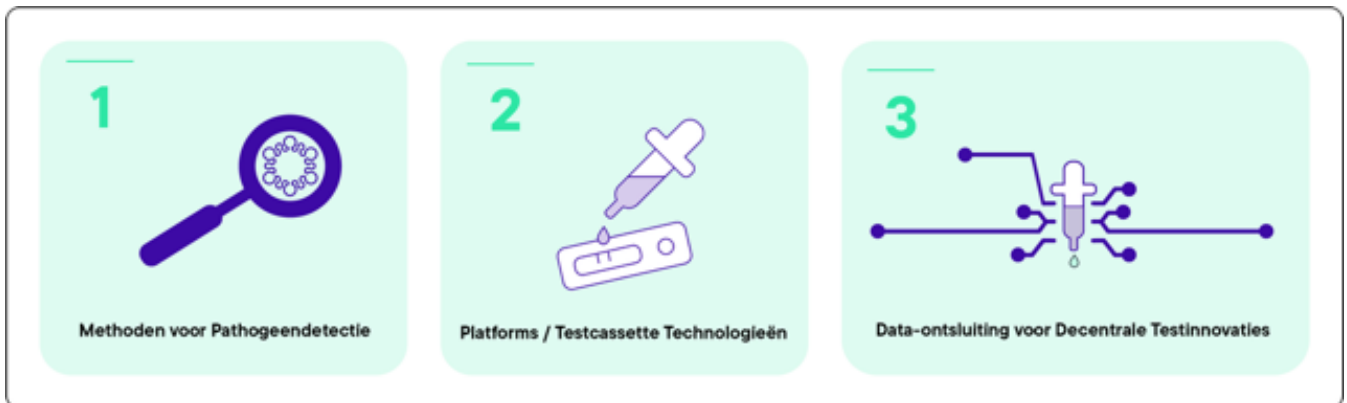 1
Methoden voor Pathogeendetectie
2
Platforms / Testcassette Technologieën
3
Data-ontsluiting voor Decentrale Testinnovaties